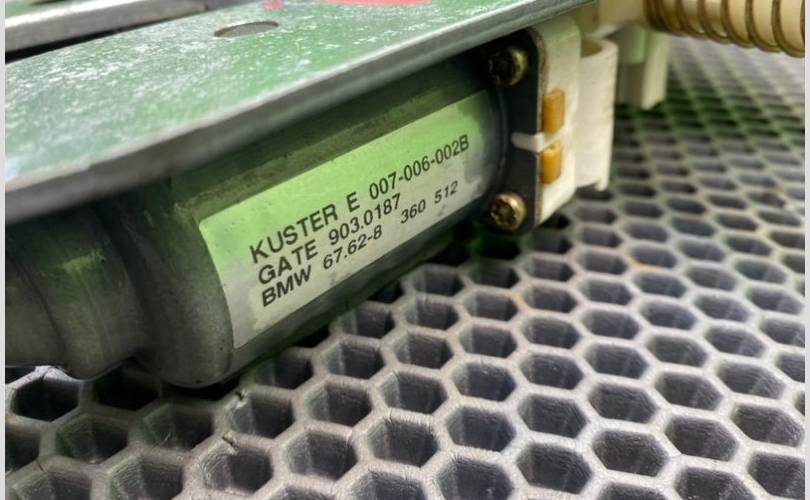 KUSTER E 007-006-002B
GATE 903.0187
BMW 67.62-8 360 512